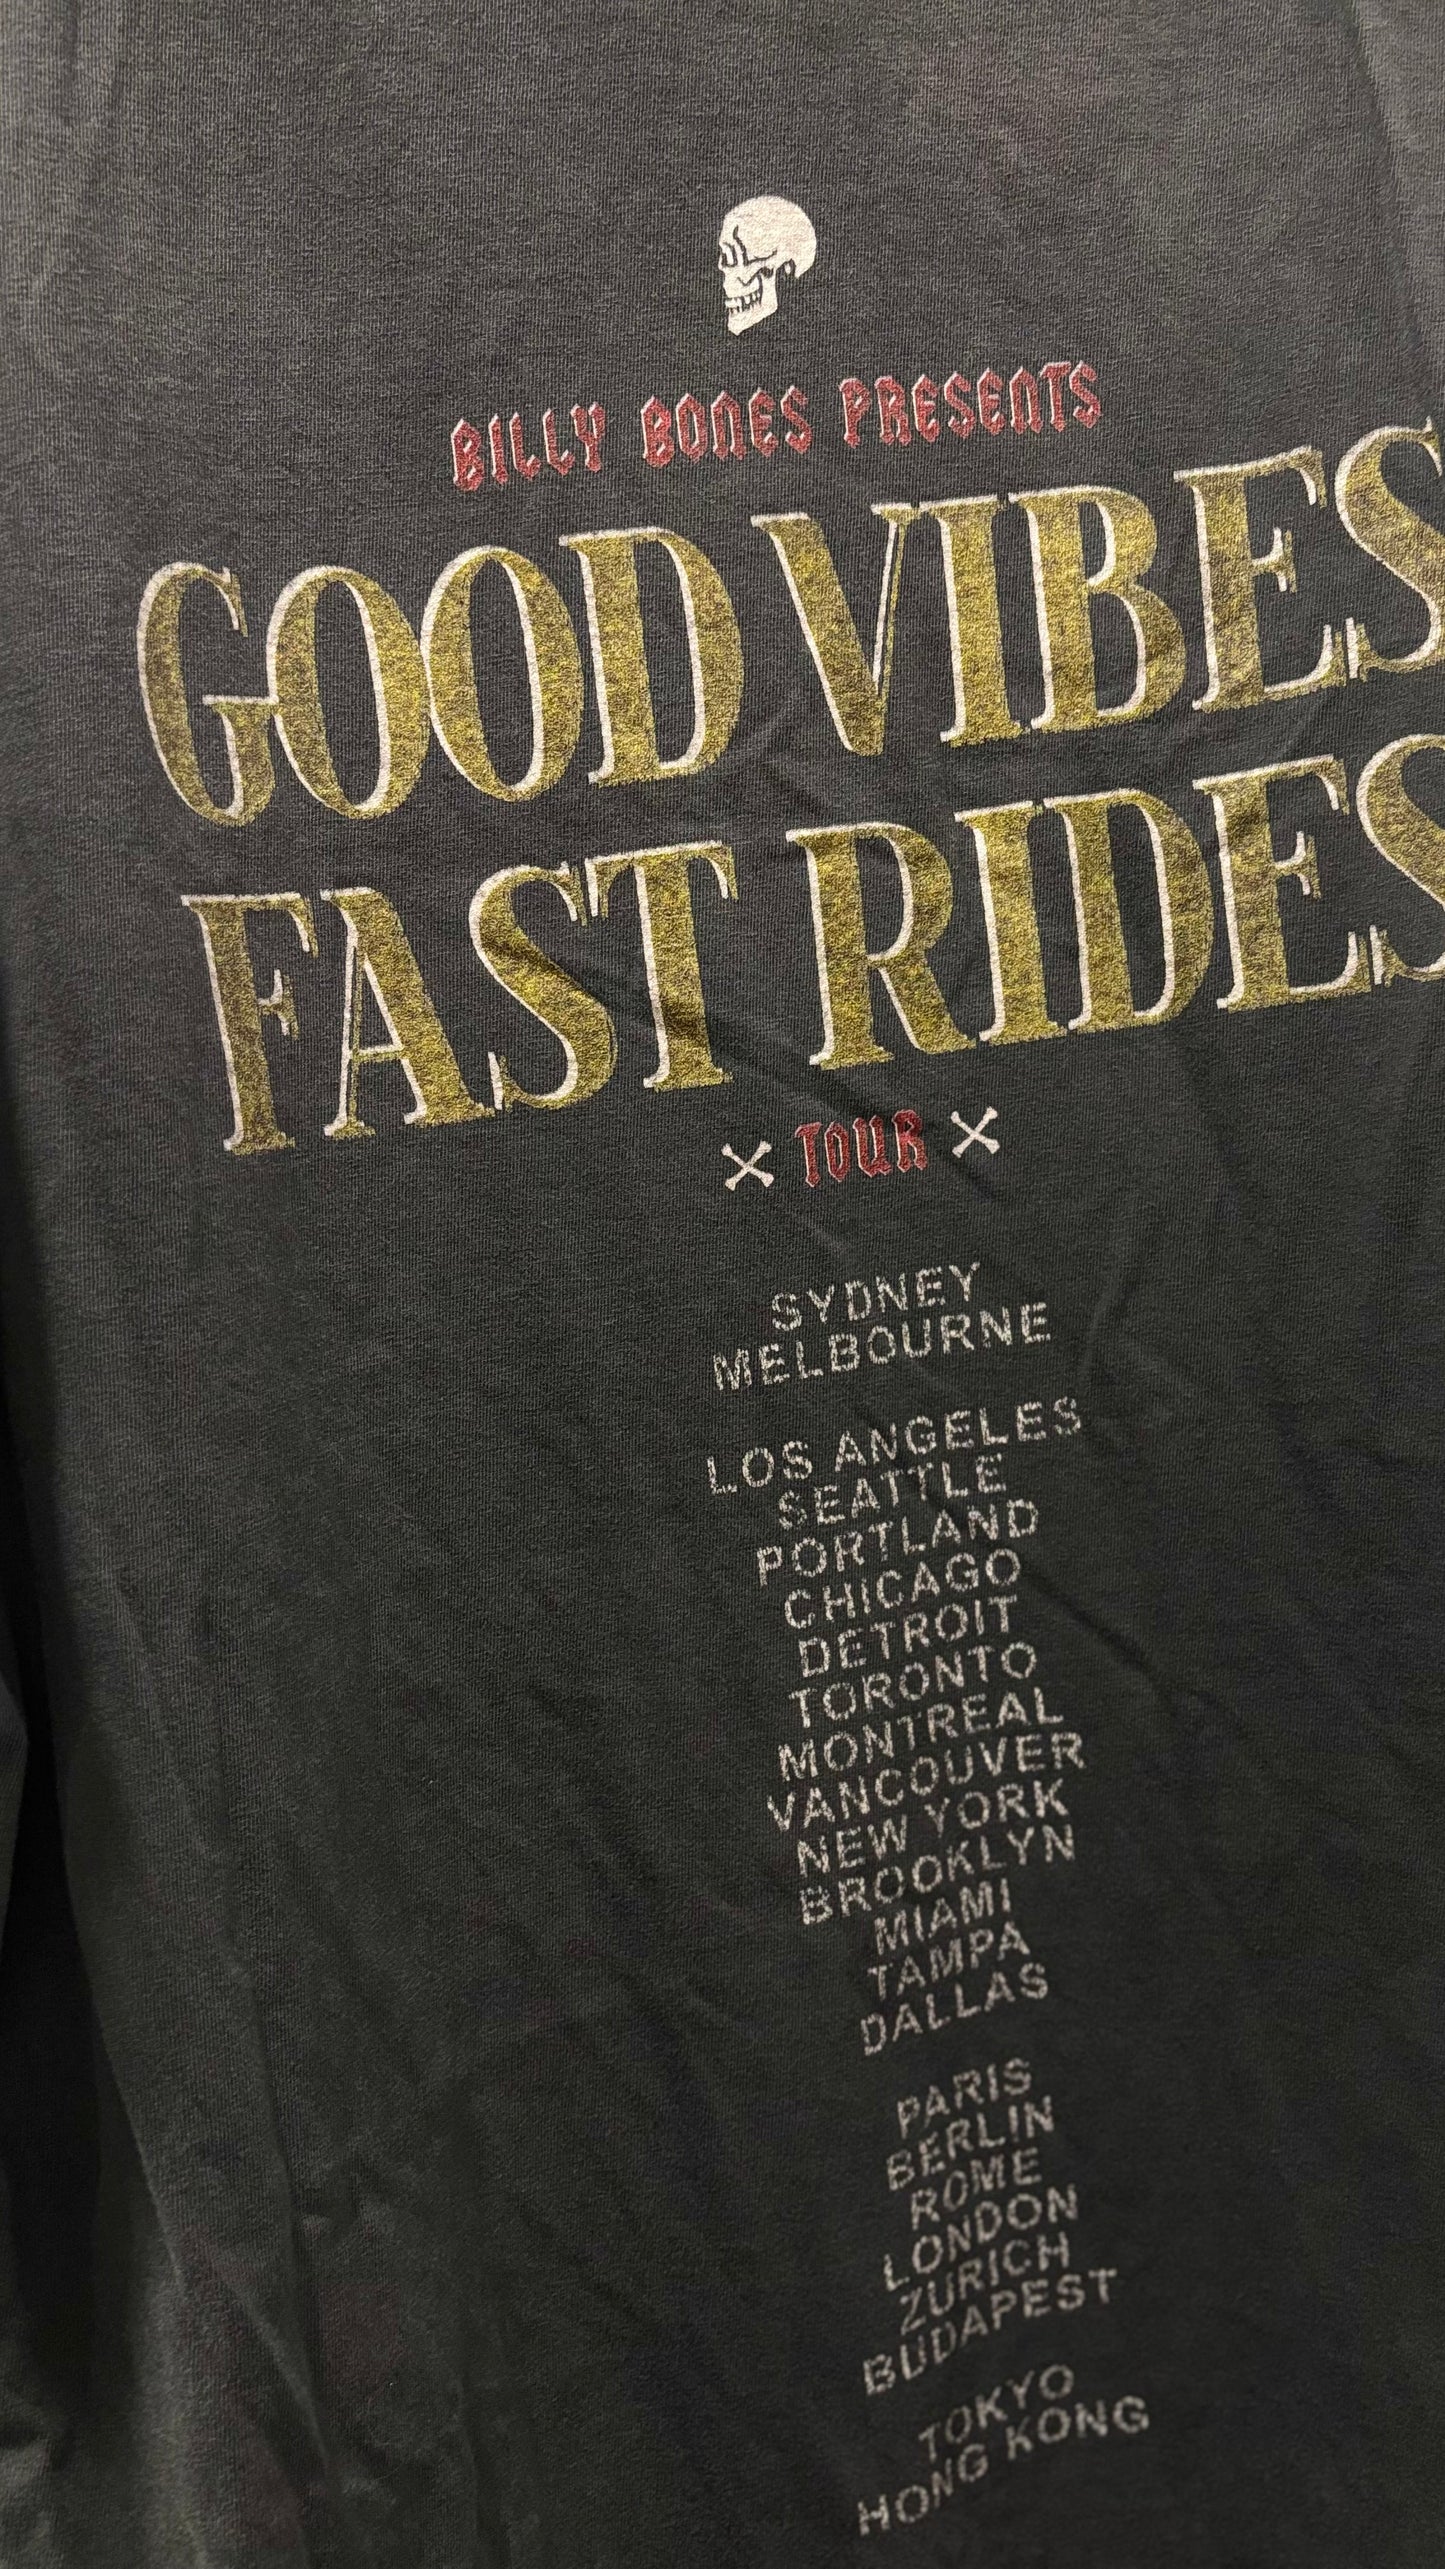 BILLY BONES PRESENTS
GOOD VIBES
FAST RIDES
TOUR
SYDNEY
MELBOURNE
LOS ANGELES
SEATTLE
PORTLAND
CHICAGO
DETROIT
TORONTO
MONTREAL
VANCOUVER
NEW YORK
BROOKLYN
MIAMI
TAMPA
DALLAS
PARIS
BERLIN
ROME
LONDON
ZURICH
BUDAPEST
TOKYO
HONG KONG